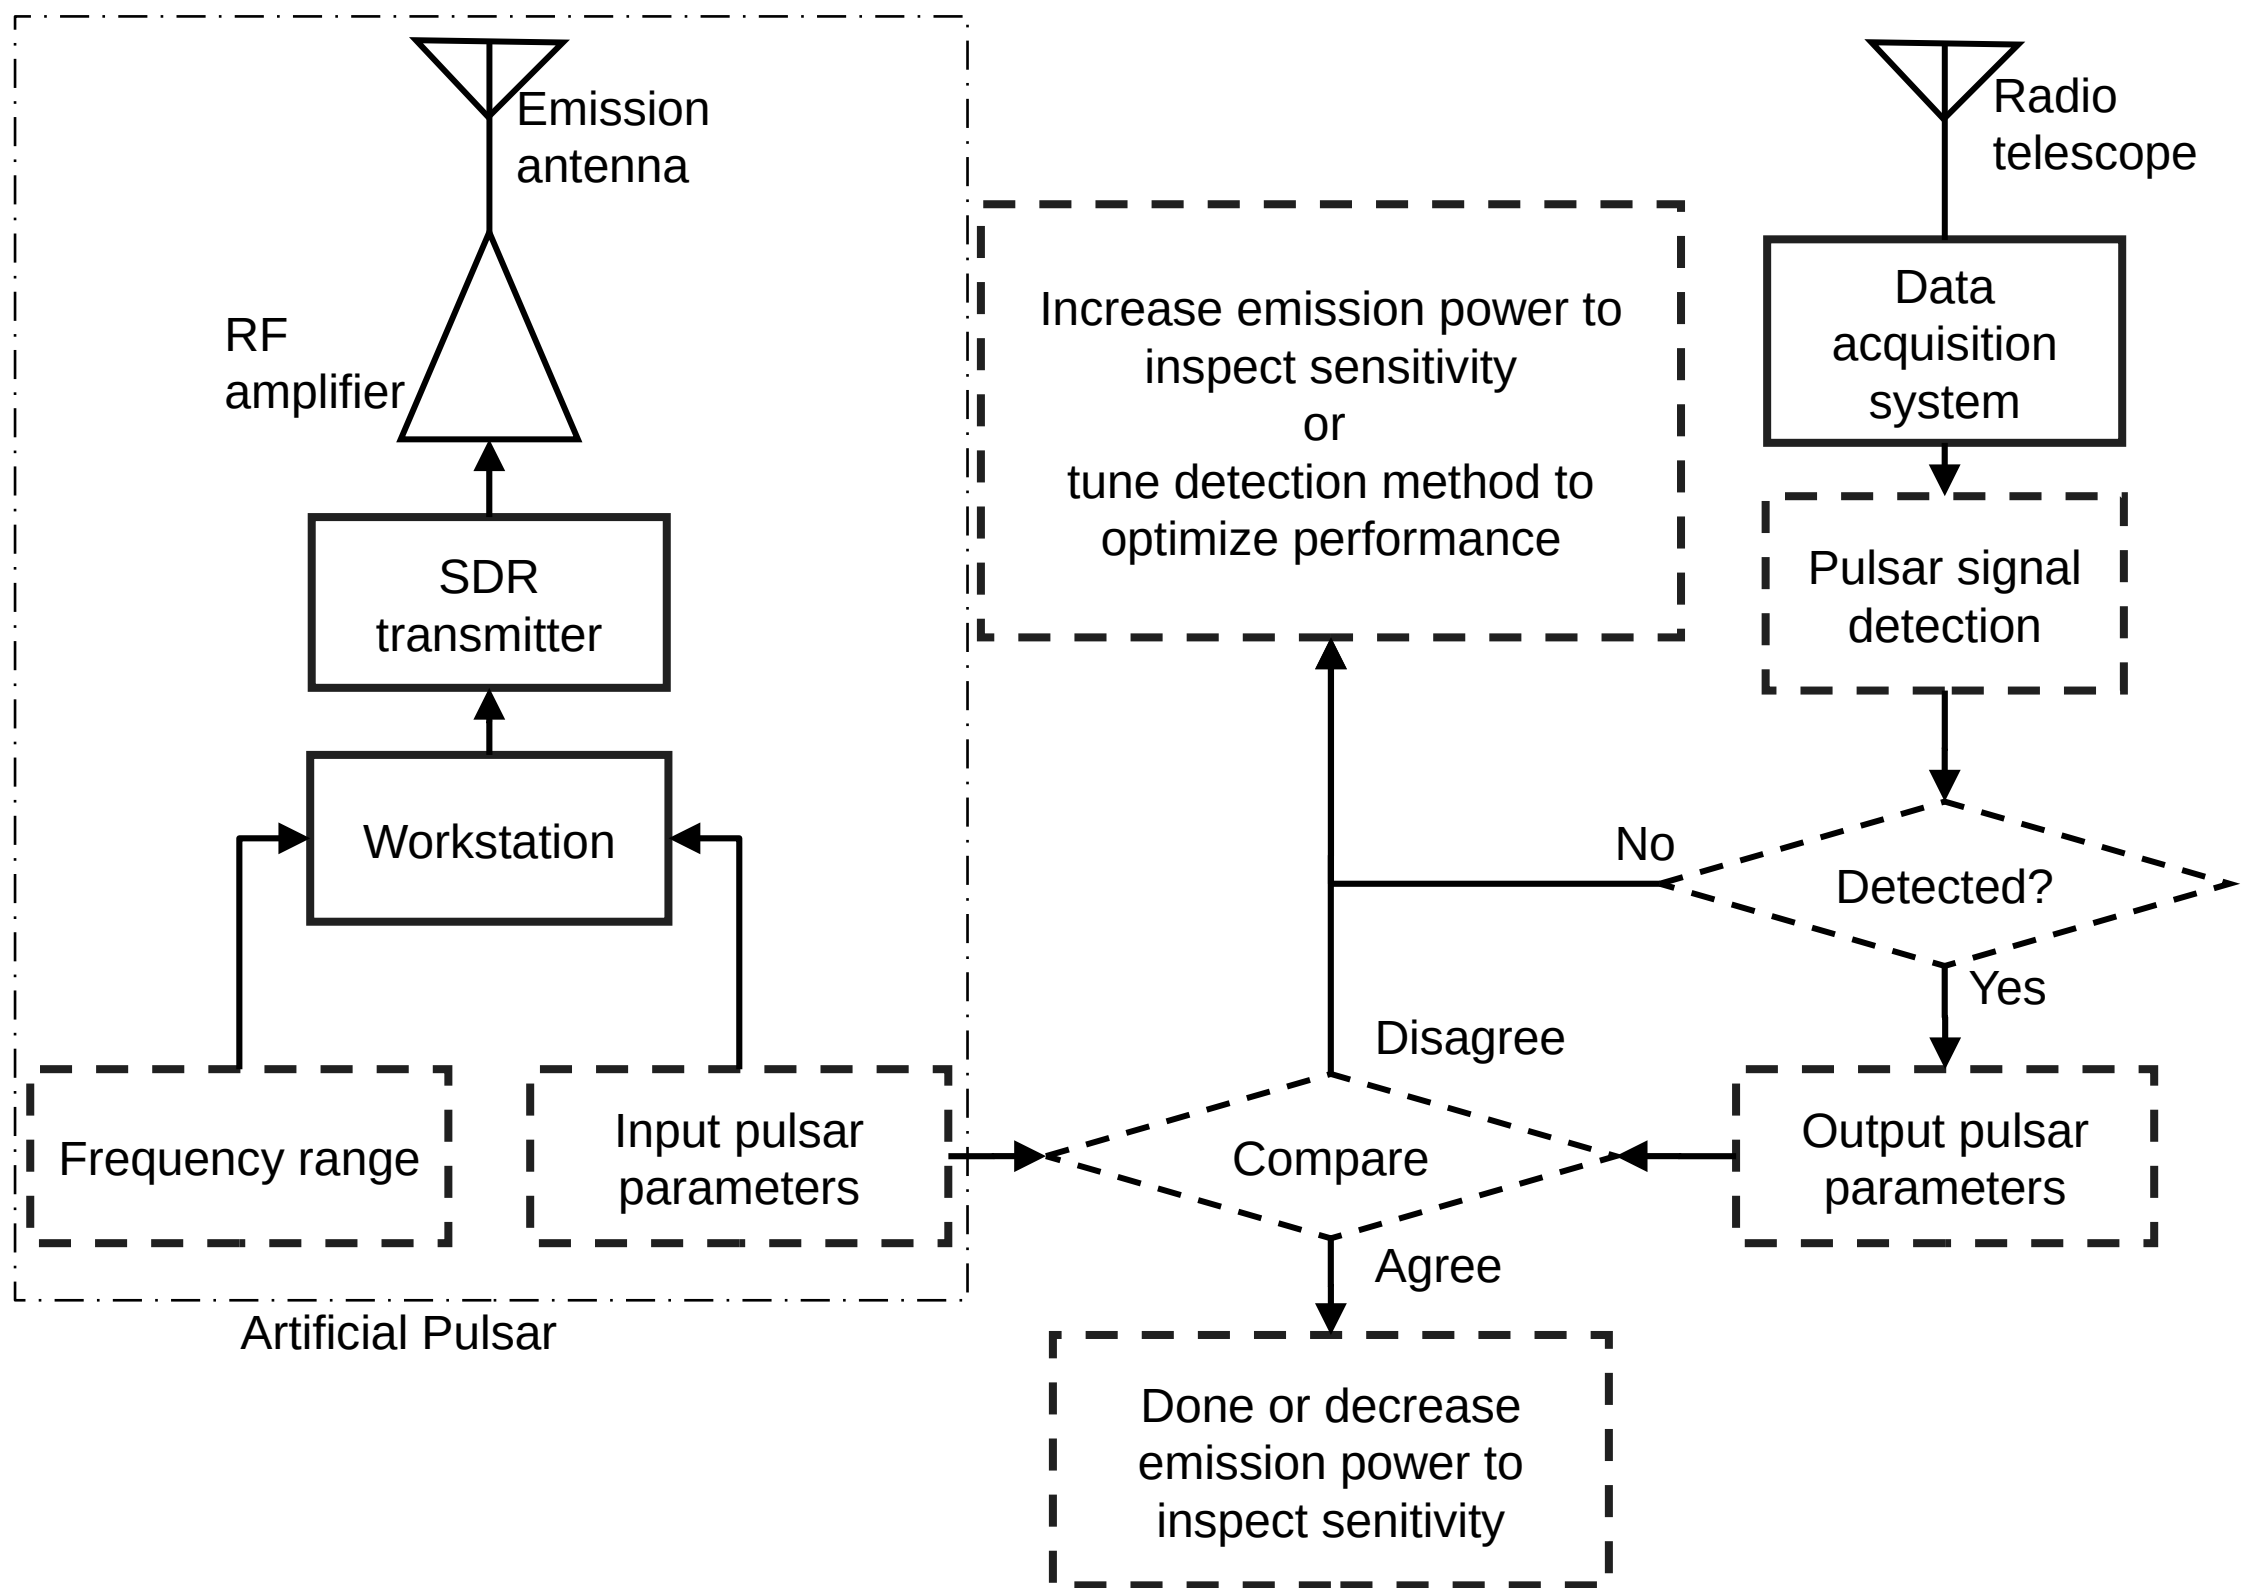 Emission
antenna
RF
amplifier
SDR
transmitter
Workstation
Frequency range
Input pulsar
parameters
Artificial Pulsar
Increase emission power to
inspect sensitivity
or
tune detection method to
optimize performance
Radio
telescope
Data
acquisition
system
Pulsar signal
detection
Detected?
No
Yes
Output pulsar
parameters
Compare
Disagree
Agree
Done or decrease
emission power to
inspect senitivity